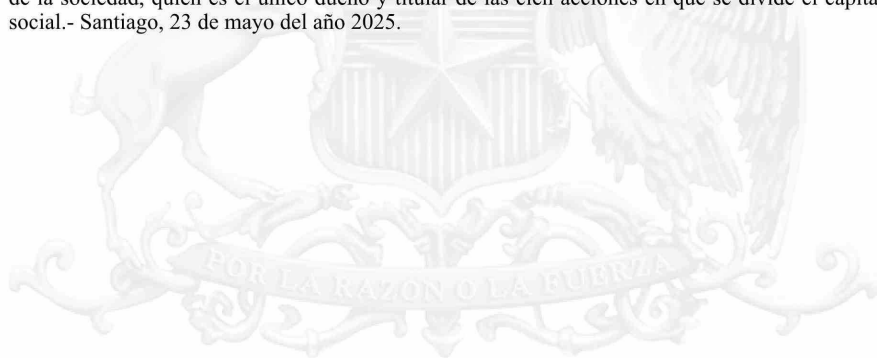 de la sociedad, quien es el único dueño y titular de las cien acciones en que se divide el capital
social.- Santiago, 23 de mayo del año 2025.
POR LA RAZON O LA FUERZA